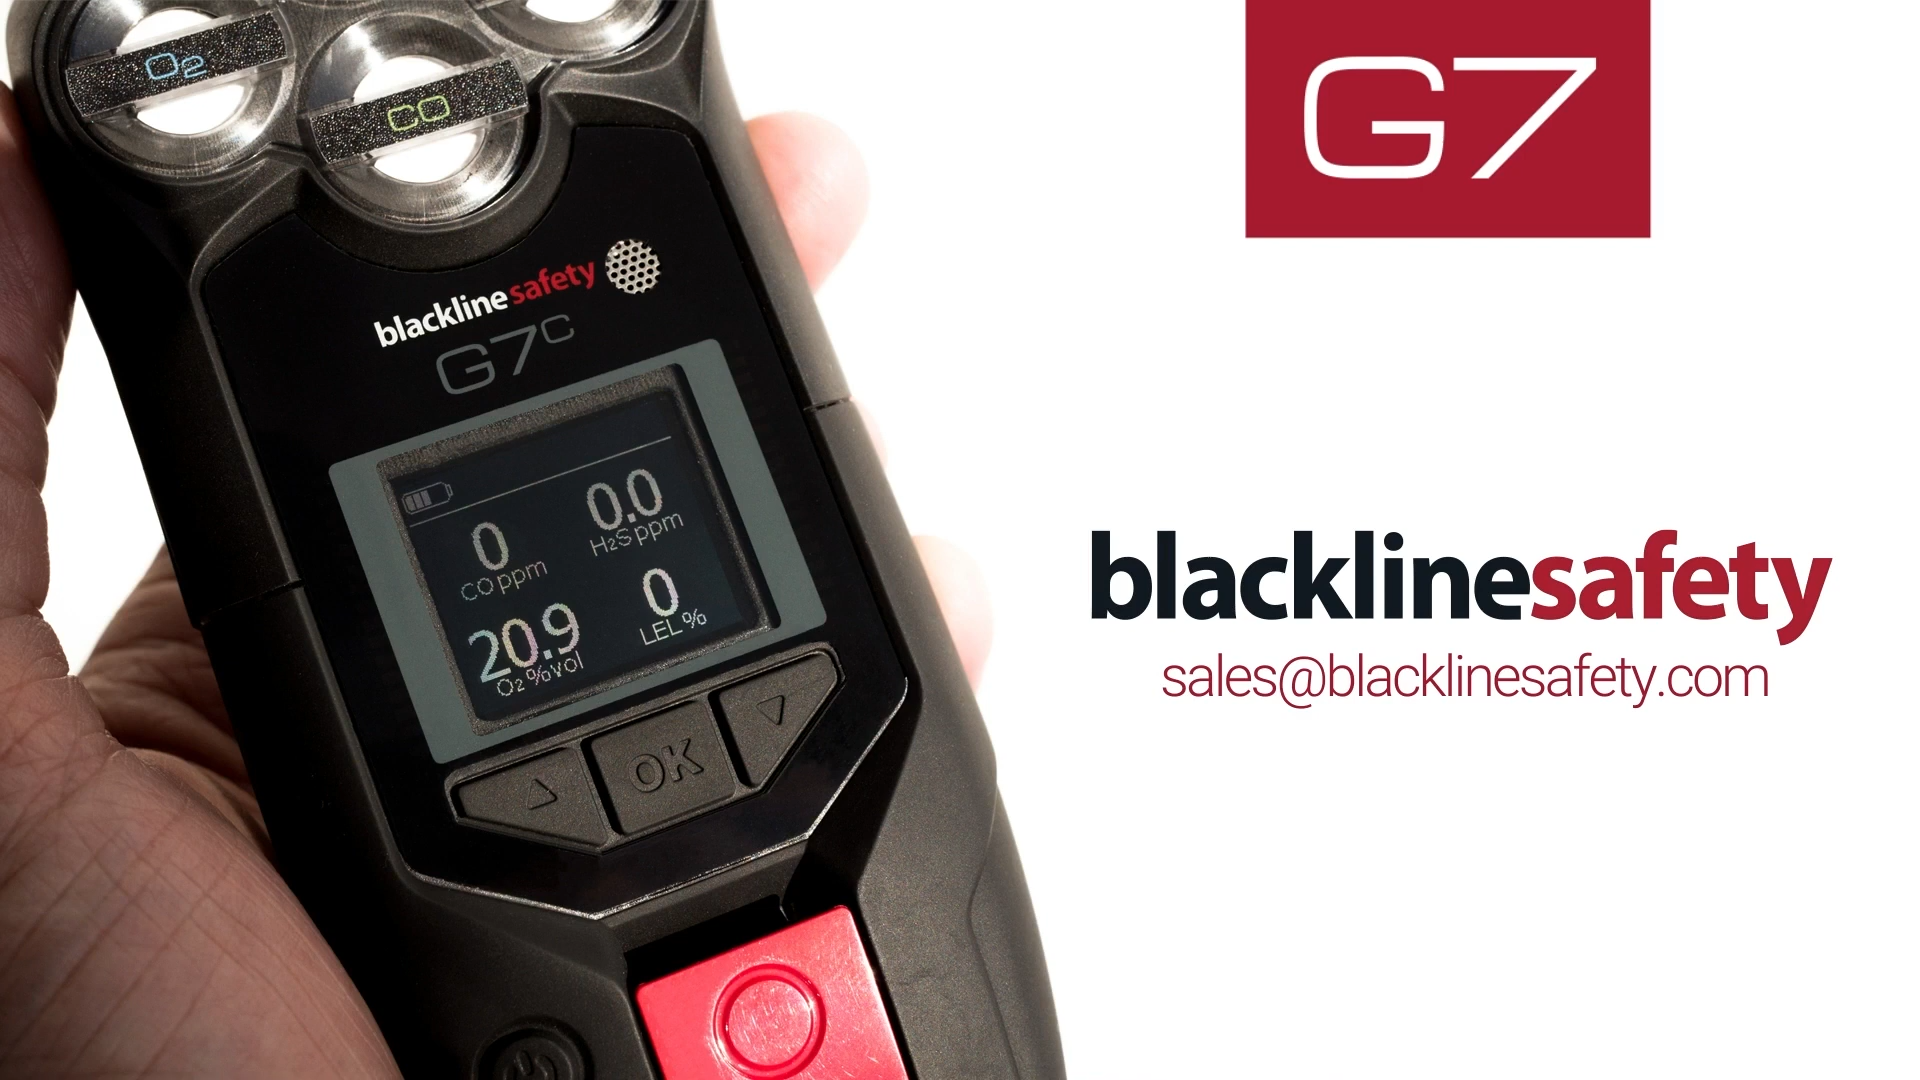 O2
CO
blacklinesafety
G7C
0
CO ppm
0.0
H2S ppm
20.9
O2 %vol
0
LEL %
OK
G7
blacklinesafety
sales@blacklinesafety.com